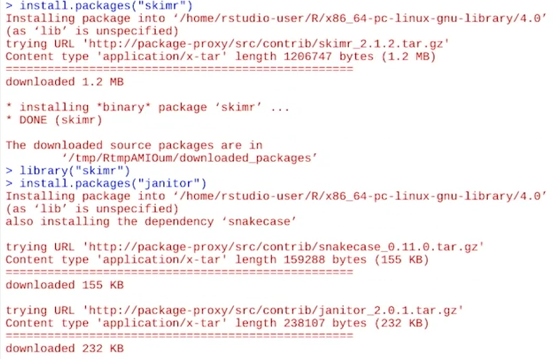 > install.packages("skimr")
Installing package into ‘/home/rstudio-user/R/x86_64-pc-linux-gnu-library/4.0’
(as ‘lib’ is unspecified)
trying URL 'http://package-proxy/src/contrib/skimr_2.1.2.tar.gz'
Content type 'application/x-tar' length 1206747 bytes (1.2 MB)
==================================================
downloaded 1.2 MB

* installing *binary* package ‘skimr’ ...
* DONE (skimr)

The downloaded source packages are in
        ‘/tmp/RtmpAMIOum/downloaded_packages’
> library("skimr")
> install.packages("janitor")
Installing package into ‘/home/rstudio-user/R/x86_64-pc-linux-gnu-library/4.0’
(as ‘lib’ is unspecified)
also installing the dependency ‘snakecase’

trying URL 'http://package-proxy/src/contrib/snakecase_0.11.0.tar.gz'
Content type 'application/x-tar' length 159288 bytes (155 KB)
==================================================
downloaded 155 KB

trying URL 'http://package-proxy/src/contrib/janitor_2.0.1.tar.gz'
Content type 'application/x-tar' length 238107 bytes (232 KB)
==================================================
downloaded 232 KB